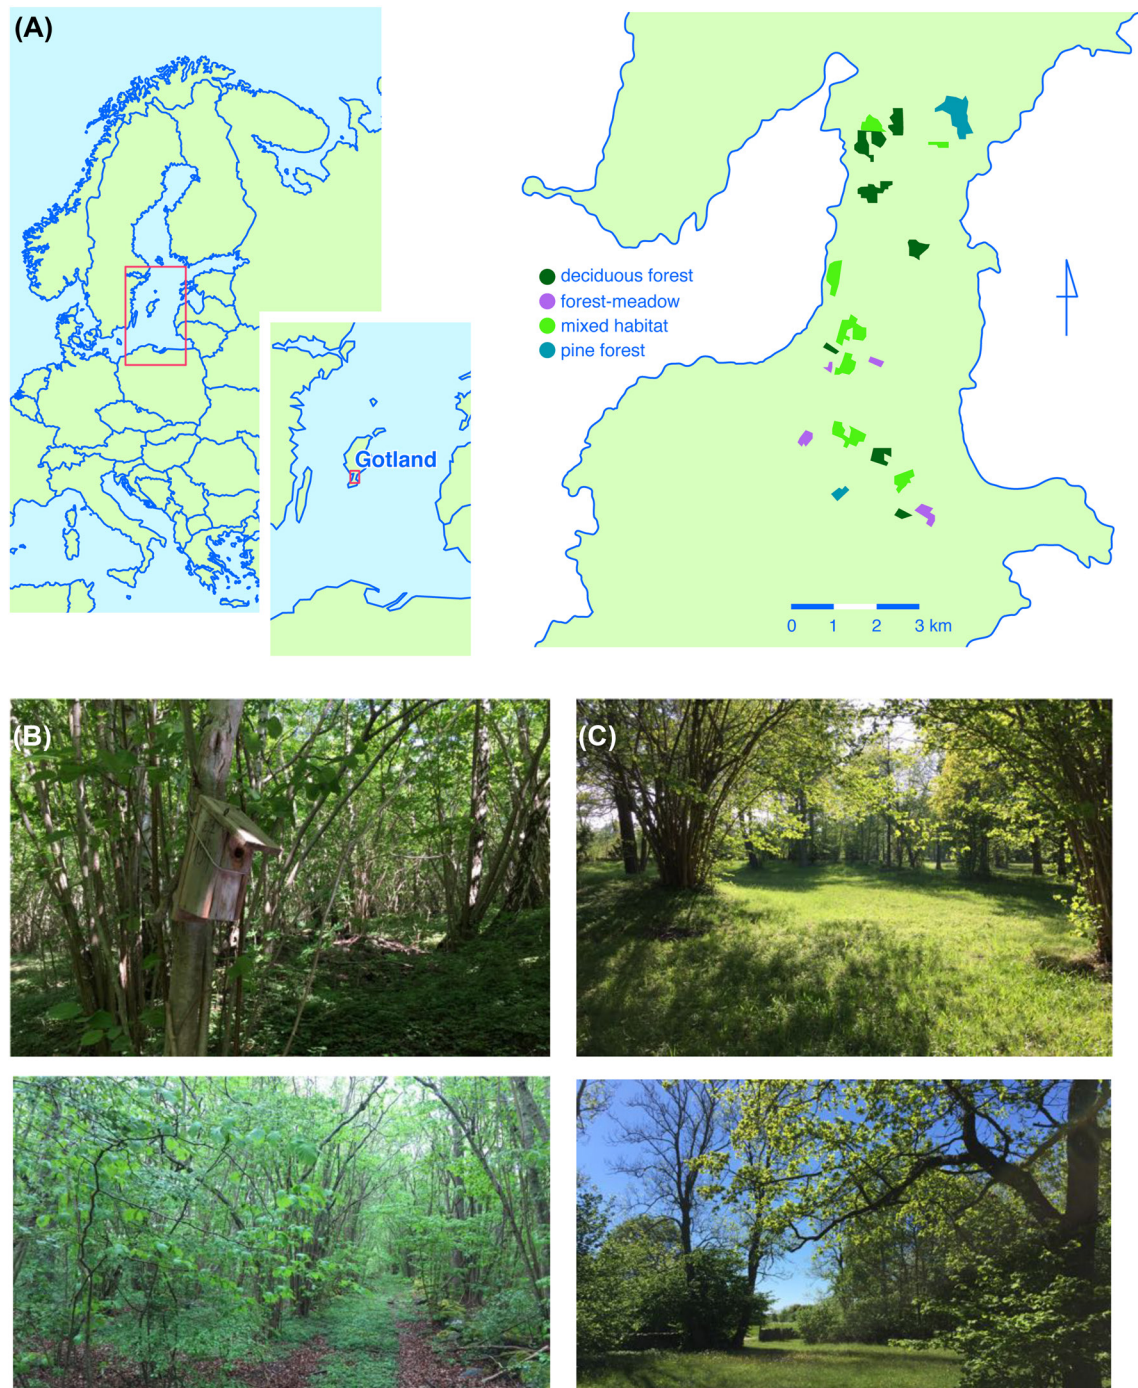 (A)
Gotland
deciduous forest
forest-meadow
mixed habitat
pine forest
0 1 2 3 km
(B)
(C)